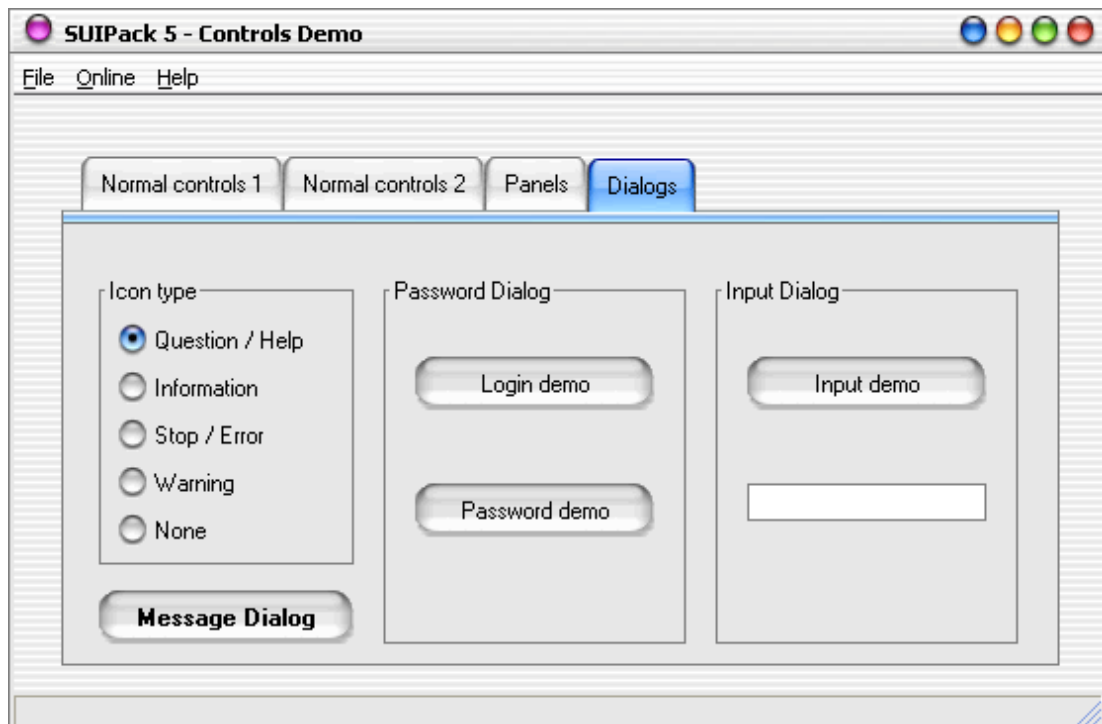 SUIPack 5 - Controls Demo
File Online Help
Normal controls 1 Normal controls 2 Panels Dialogs
Icon type
Question / Help
Information
Stop / Error
Warning
None
Message Dialog
Password Dialog
Login demo
Password demo
Input Dialog
Input demo